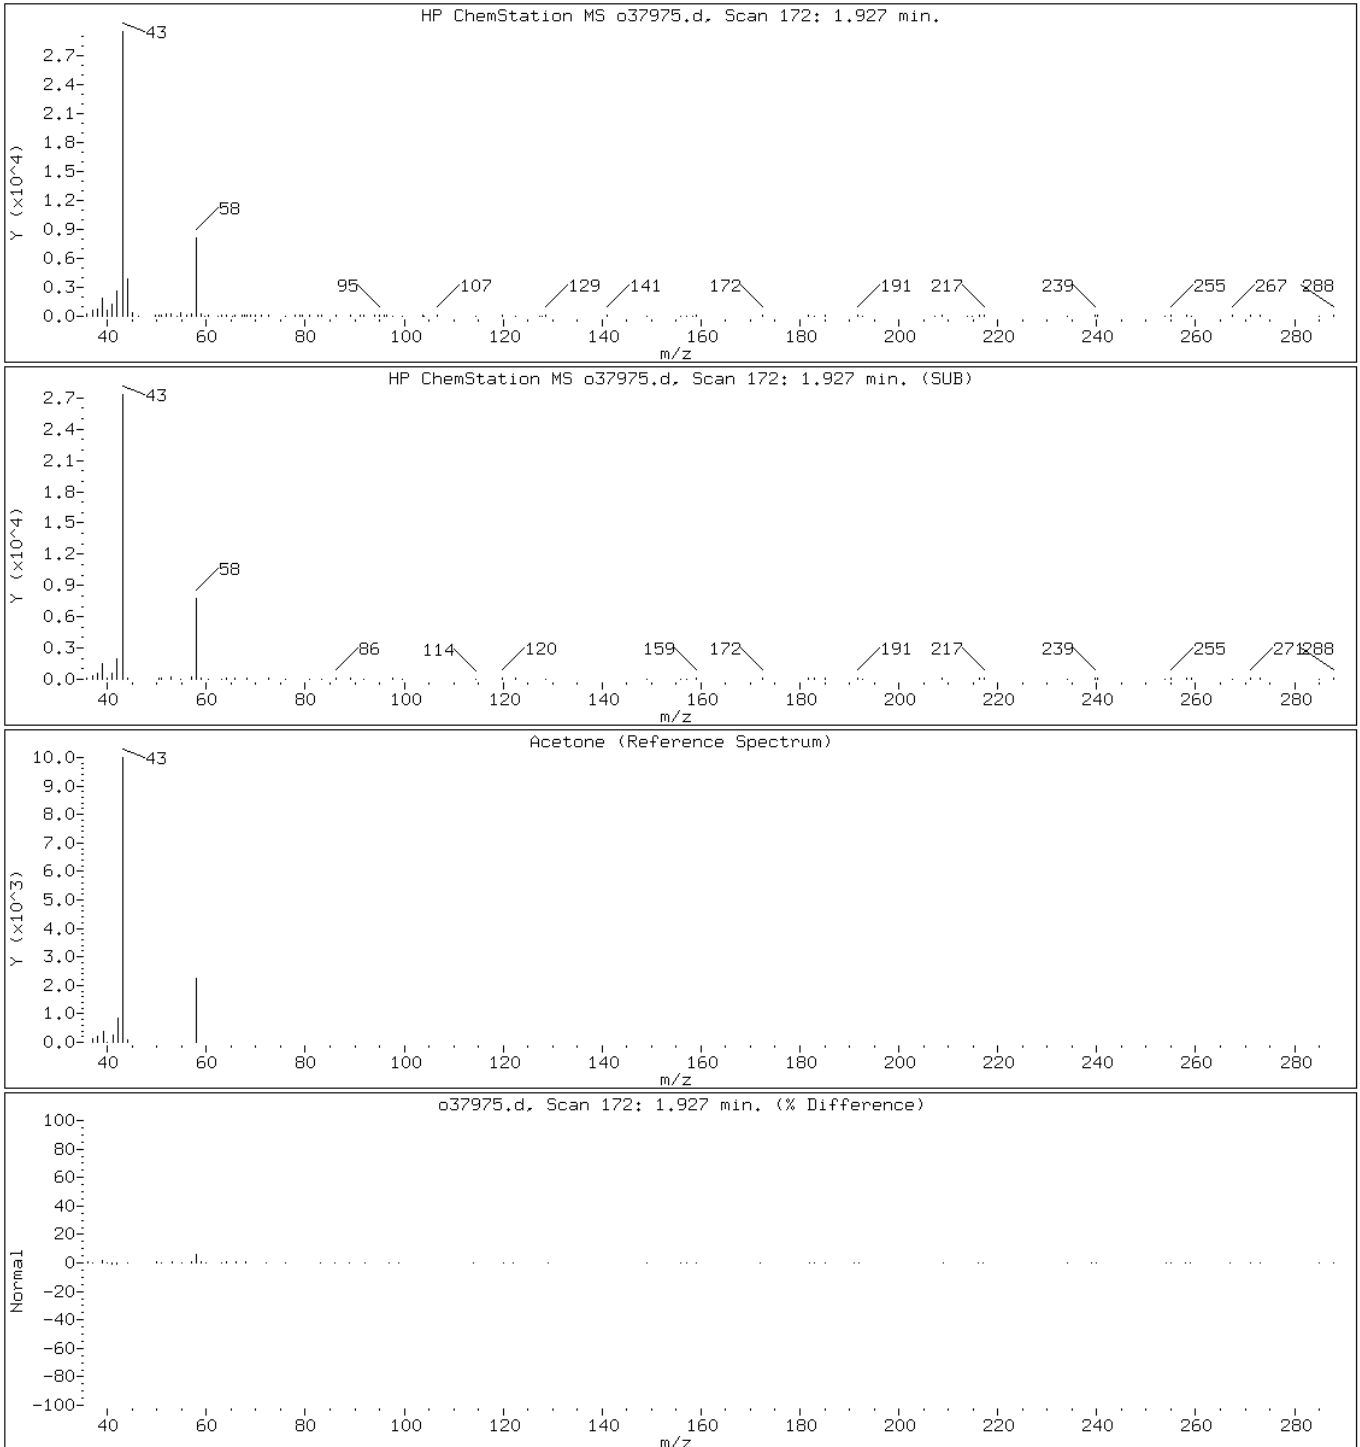 HP ChemStation MS o37975.d, Scan 172: 1.927 min.
43
2.7
2.4
2.1
1.8
1.5
1.2
0.9
0.6
0.3
0.0
Y (x10^4)
58
95 107 129 141 172 191 217 239 255 267 288
40 60 80 100 120 140 160 180 200 220 240 260 280
m/z
HP ChemStation MS o37975.d, Scan 172: 1.927 min. (SUB)
43
2.7
2.4
2.1
1.8
1.5
1.2
0.9
0.6
0.3
0.0
Y (x10^4)
58
86 114 120 159 172 191 217 239 255 271 288
40 60 80 100 120 140 160 180 200 220 240 260 280
m/z
Acetone (Reference Spectrum)
43
10.0
9.0
8.0
7.0
6.0
5.0
4.0
3.0
2.0
1.0
0.0
Y (x10^3)
40 60 80 100 120 140 160 180 200 220 240 260 280
m/z
o37975.d, Scan 172: 1.927 min. (% Difference)
100
80
60
40
20
0
-20
-40
-60
-80
-100
Normal
40 60 80 100 120 140 160 180 200 220 240 260 280
m/z